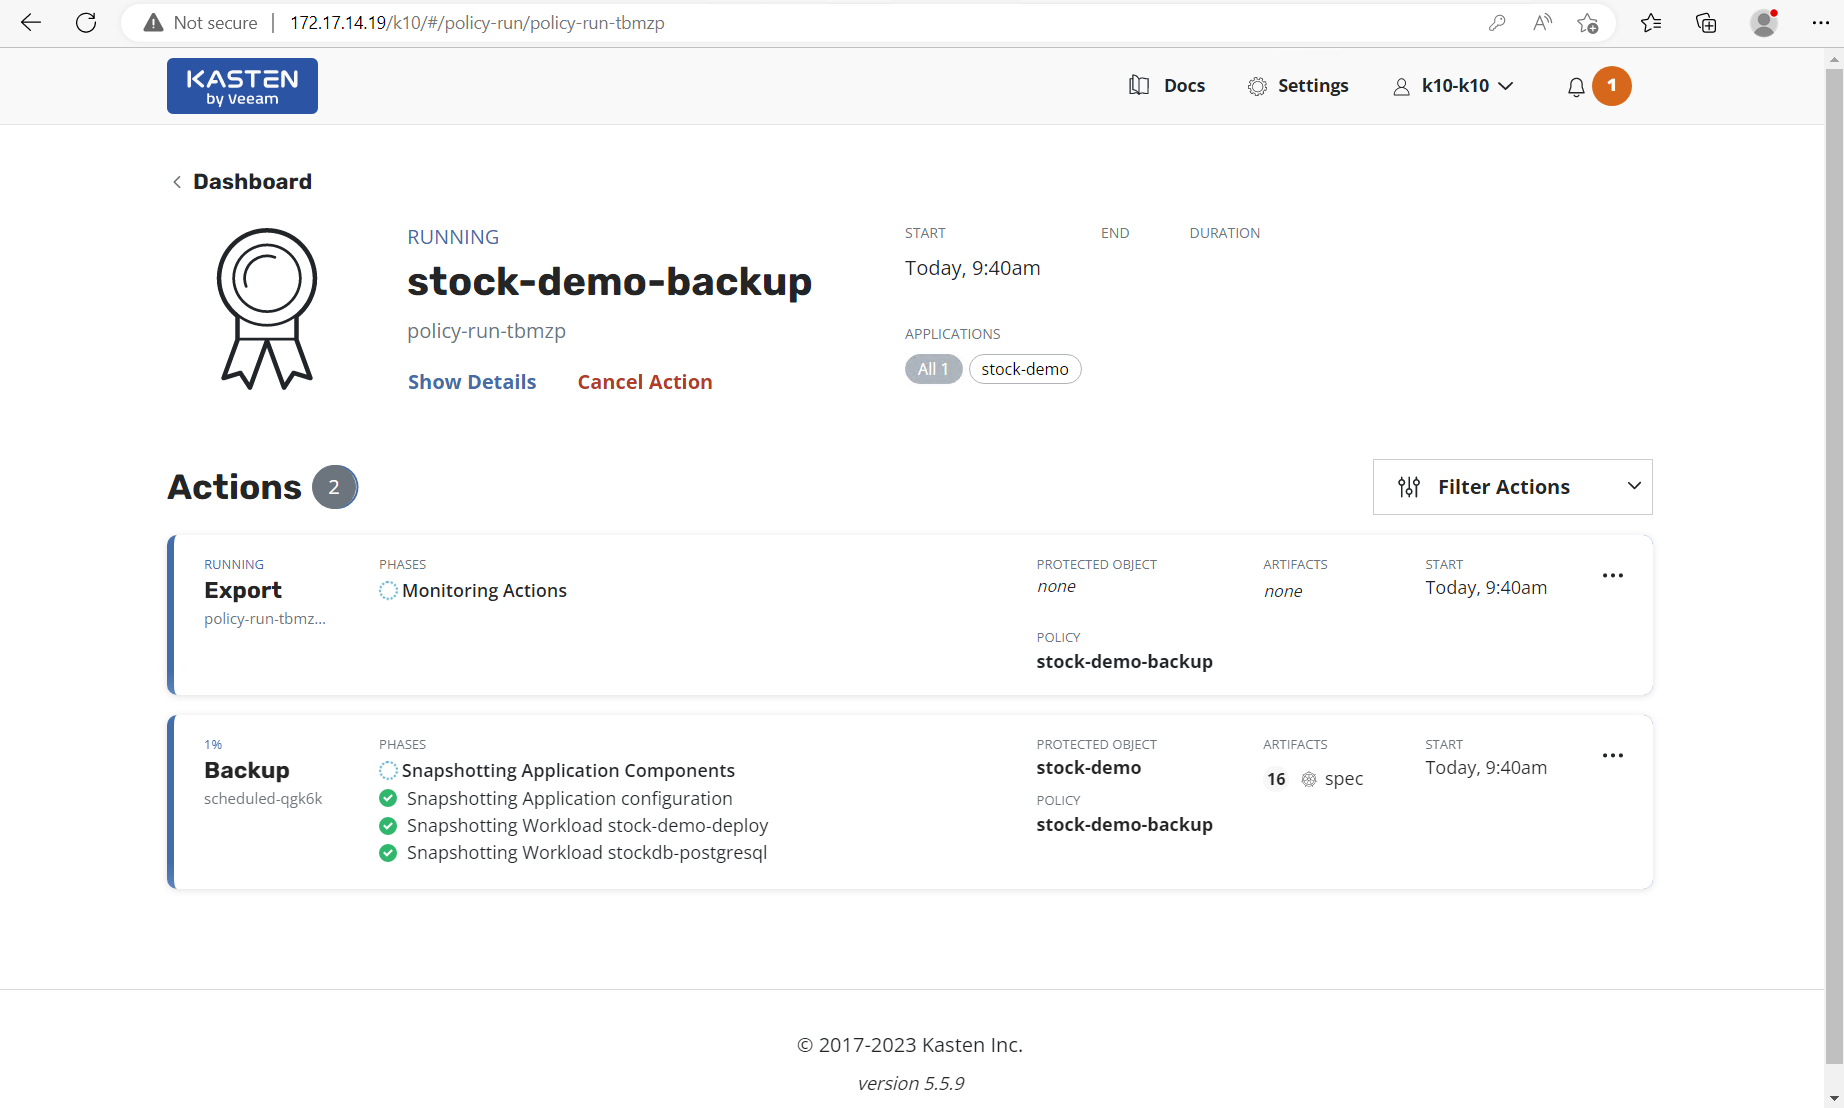 Not secure | 172.17.14.19/k10/#/policy-run/policy-run-tbmzp
KASTEN
by Veeam
Docs
Settings
k10-k10
1
Dashboard
RUNNING
stock-demo-backup
policy-run-tbmzp
Show Details
Cancel Action
START
END
DURATION
Today, 9:40am
APPLICATIONS
All 1
stock-demo
Actions 2
Filter Actions
RUNNING
Export
policy-run-tbmz...
PHASES
Monitoring Actions
PROTECTED OBJECT
none
POLICY
stock-demo-backup
ARTIFACTS
none
START
Today, 9:40am
1%
Backup
scheduled-qgk6k
PHASES
Snapshotting Application Components
Snapshotting Application configuration
Snapshotting Workload stock-demo-deploy
Snapshotting Workload stockdb-postgresql
PROTECTED OBJECT
stock-demo
POLICY
stock-demo-backup
ARTIFACTS
16 spec
START
Today, 9:40am
© 2017-2023 Kasten Inc.
version 5.5.9